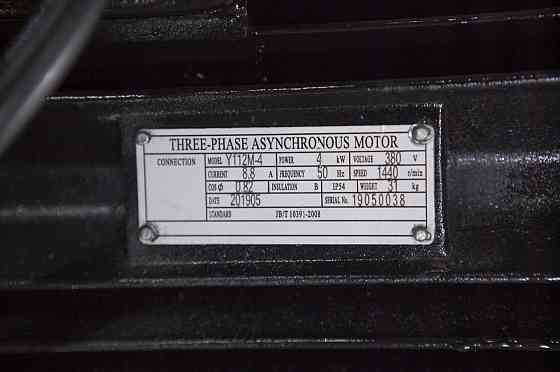 THREE-PHASE ASYNCHRONOUS MOTOR
CONNECTION MODEL Y112M-4 POWER 4 kW VOLTAGE 380 V
CURRENT 8.8 A FREQUENCY 50 Hz SPEED 1440 r/min
COS Φ 0.82 INSULATION B IP54 WEIGHT 31 kg
DATE 201905 SERIAL No. 19050038
STANDARD JB/T 10391-2008